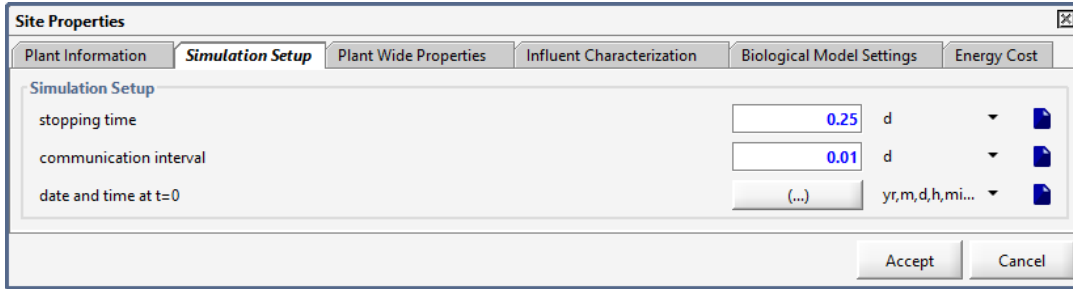 Site Properties
Plant Information Simulation Setup Plant Wide Properties Influent Characterization Biological Model Settings Energy Cost
Simulation Setup
stopping time 0.25 d
communication interval 0.01 d
date and time at t=0 (...) yr,m,d,h,mi...
Accept Cancel